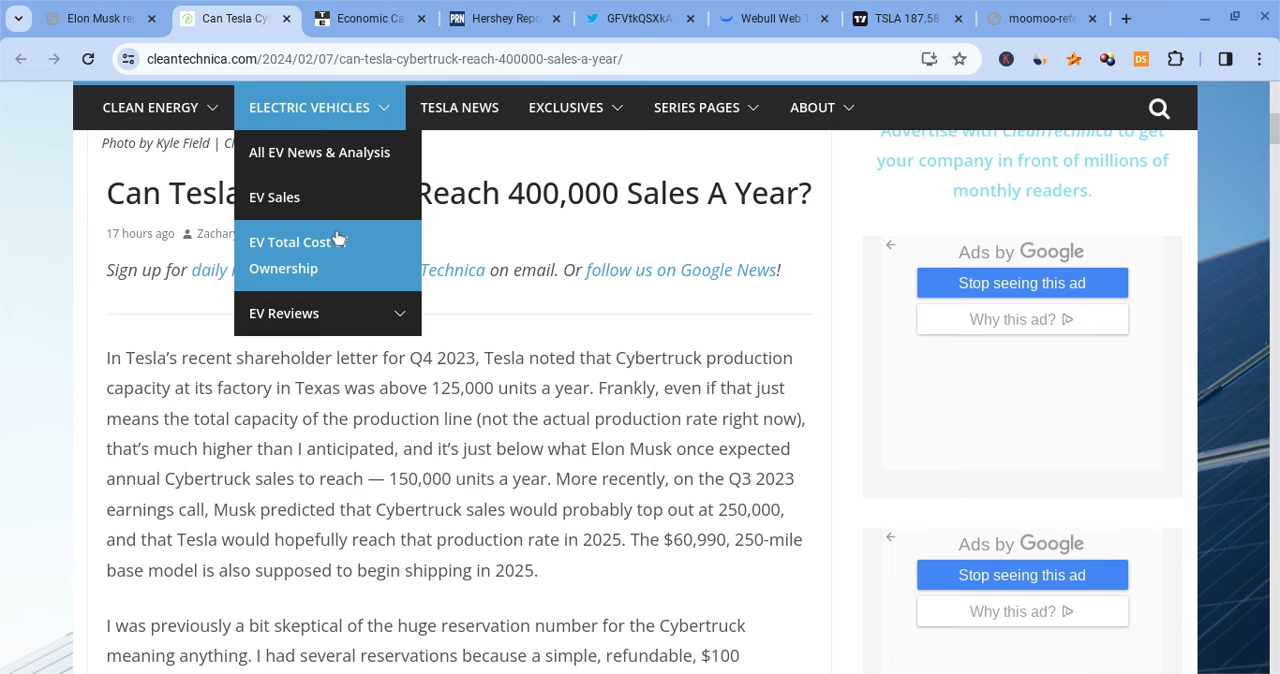 Elon Musk rep
Can Tesla Cyb
Economic Ca
Hershey Repo
GFVtkQSXkA
Webull Web T
TSLA 187.58
moomoo-refe
cleantechnica.com/2024/02/07/can-tesla-cybertruck-reach-400000-sales-a-year/
CLEAN ENERGY
ELECTRIC VEHICLES
TESLA NEWS
EXCLUSIVES
SERIES PAGES
ABOUT
All EV News & Analysis
EV Sales
EV Total Cost
Ownership
EV Reviews
Photo by Kyle Field | Cl
Can Tesla Reach 400,000 Sales A Year?
17 hours ago Zachary
Sign up for daily Technica on email. Or follow us on Google News!
In Tesla’s recent shareholder letter for Q4 2023, Tesla noted that Cybertruck production
capacity at its factory in Texas was above 125,000 units a year. Frankly, even if that just
means the total capacity of the production line (not the actual production rate right now),
that’s much higher than I anticipated, and it’s just below what Elon Musk once expected
annual Cybertruck sales to reach — 150,000 units a year. More recently, on the Q3 2023
earnings call, Musk predicted that Cybertruck sales would probably top out at 250,000,
and that Tesla would hopefully reach that production rate in 2025. The $60,990, 250-mile
base model is also supposed to begin shipping in 2025.
I was previously a bit skeptical of the huge reservation number for the Cybertruck
meaning anything. I had several reservations because a simple, refundable, $100
Advertise with CleanTechnica to get
your company in front of millions of
monthly readers.
Ads by Google
Stop seeing this ad
Why this ad?
Ads by Google
Stop seeing this ad
Why this ad?